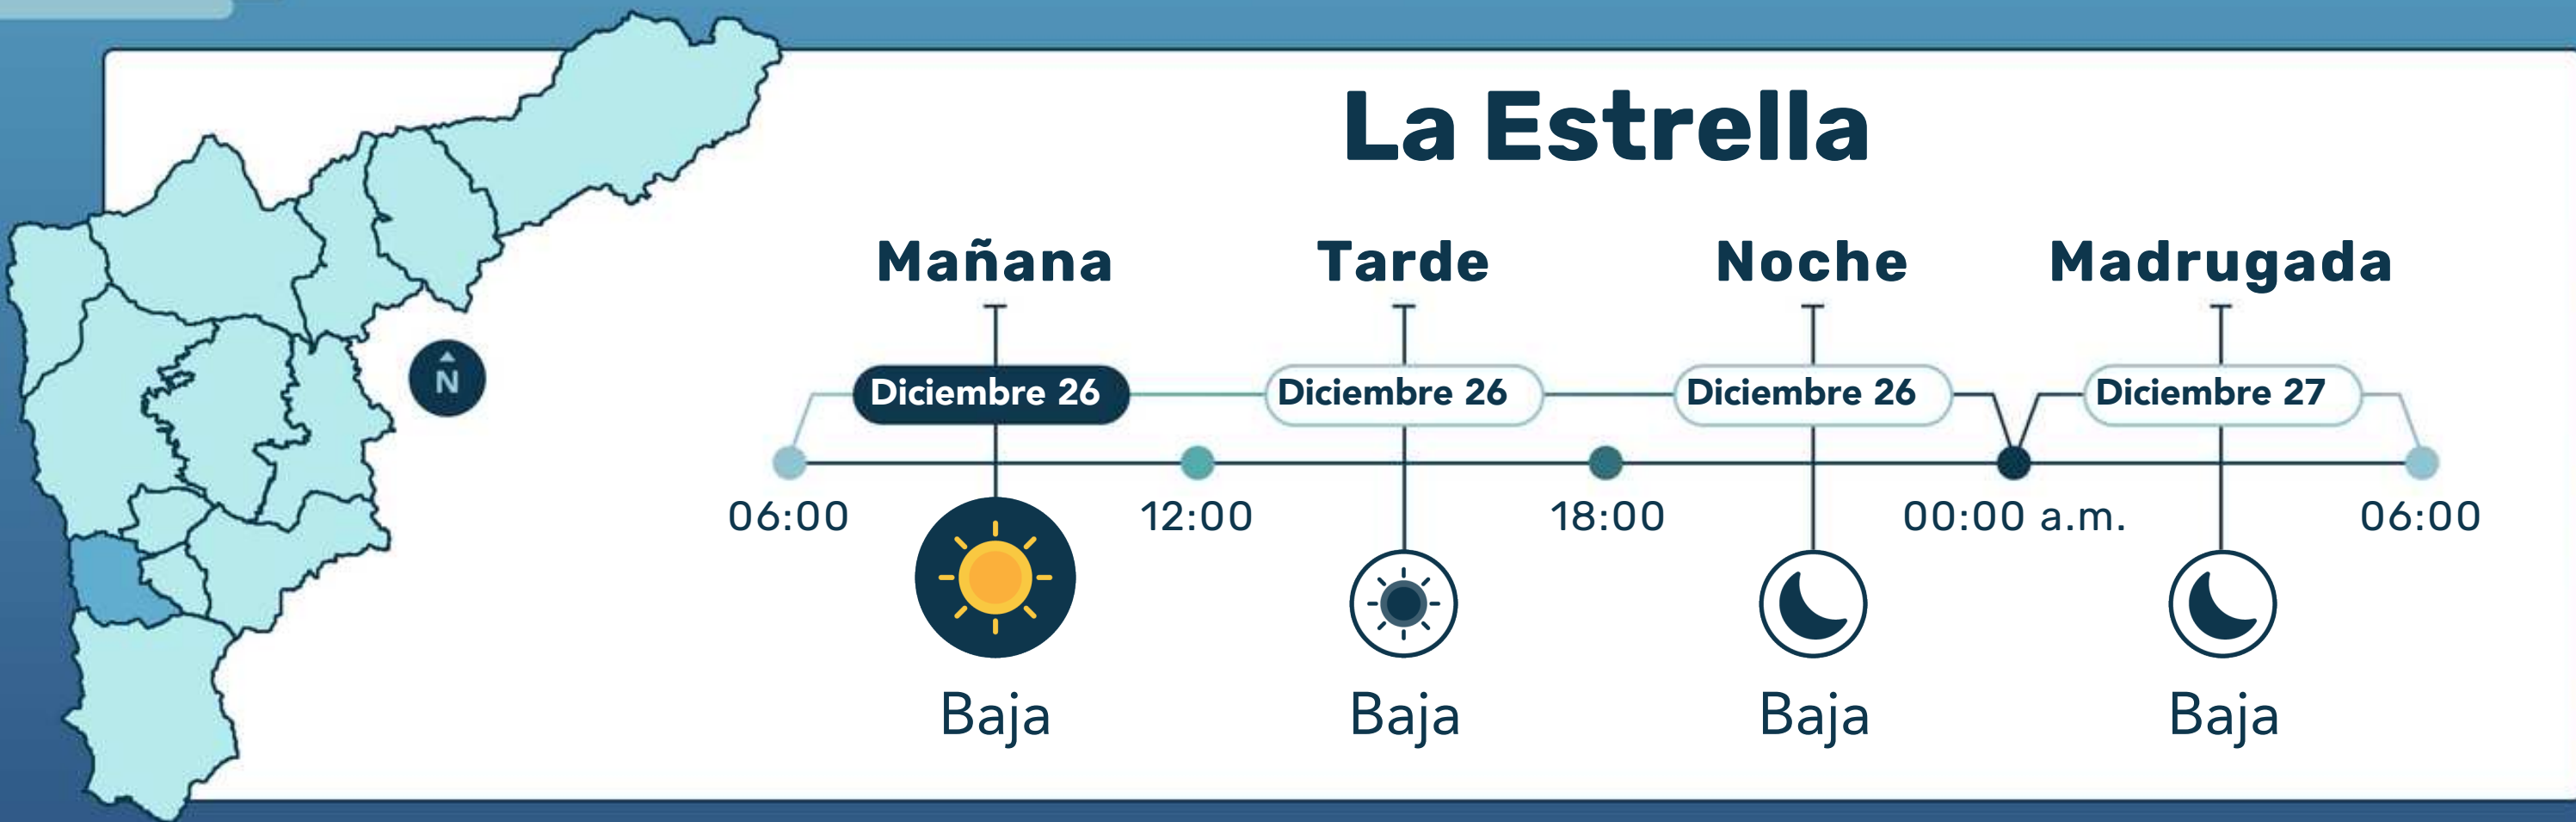 La Estrella
Mañana Tarde Noche Madrugada
Diciembre 26 Diciembre 26 Diciembre 26 Diciembre 27
N
06:00 12:00 18:00 00:00 a.m. 06:00
Baja Baja Baja Baja